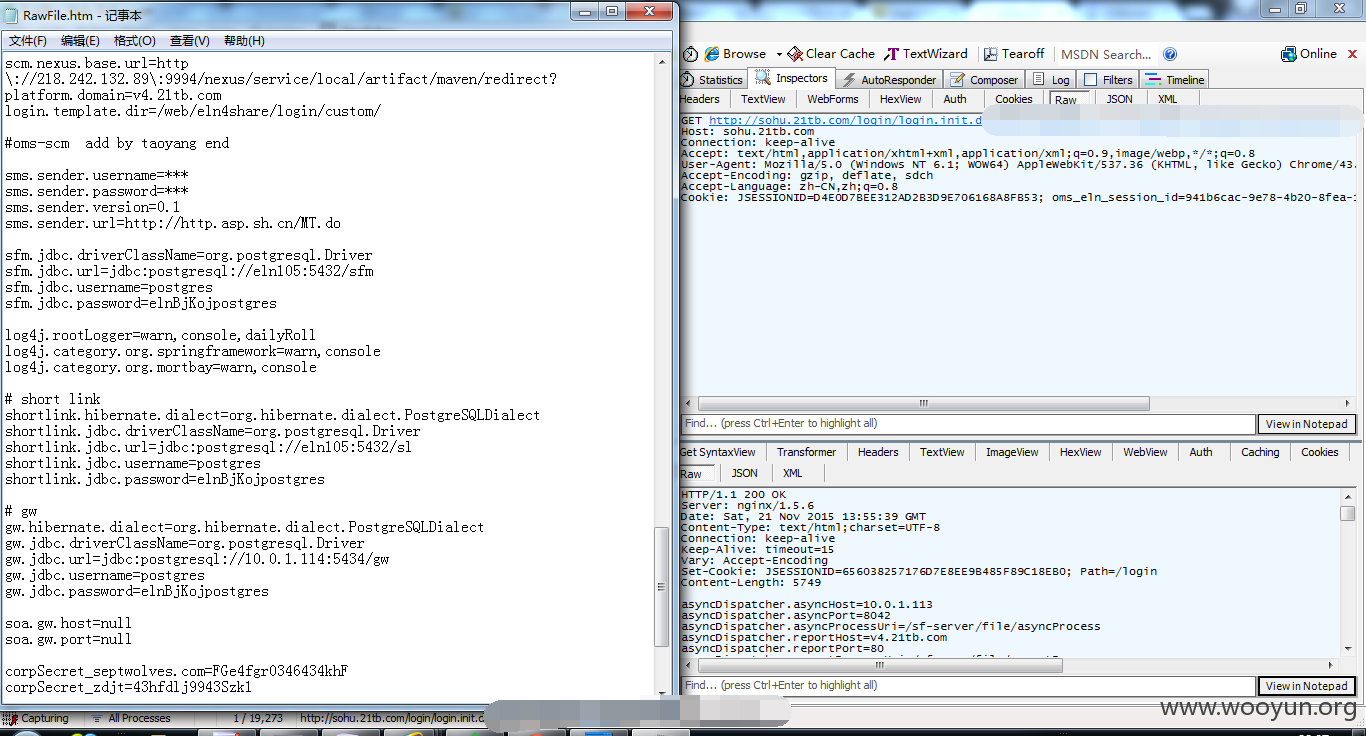 RawFile.htm - 记事本
文件(F) 编辑(E) 格式(O) 查看(V) 帮助(H)
scm.nexus.base.url=http
\://218.242.132.89\:9994/nexus/service/local/artifact/maven/redirect?
platform.domain=v4.21tb.com
login.template.dir=/web/eln4share/login/custom/
#oms-scm  add by taoyang end
sms.sender.username=***
sms.sender.password=***
sms.sender.version=0.1
sms.sender.url=http://http.asp.sh.cn/MT.do
sfm.jdbc.driverClassName=org.postgresql.Driver
sfm.jdbc.url=jdbc:postgresql://eln105:5432/sfm
sfm.jdbc.username=postgres
sfm.jdbc.password=elnBjKojpostgres
log4j.rootLogger=warn,console,dailyRoll
log4j.category.org.springframework=warn,console
log4j.category.org.mortbay=warn,console
# short link
shortlink.hibernate.dialect=org.hibernate.dialect.PostgreSQLDialect
shortlink.jdbc.driverClassName=org.postgresql.Driver
shortlink.jdbc.url=jdbc:postgresql://eln105:5432/sl
shortlink.jdbc.username=postgres
shortlink.jdbc.password=elnBjKojpostgres
# gw
gw.hibernate.dialect=org.hibernate.dialect.PostgreSQLDialect
gw.jdbc.driverClassName=org.postgresql.Driver
gw.jdbc.url=jdbc:postgresql://10.0.1.114:5434/gw
gw.jdbc.username=postgres
gw.jdbc.password=elnBjKojpostgres
soa.gw.host=null
soa.gw.port=null
corpSecret_septwolves.com=FGe4fgr0346434khF
corpSecret_zdjt=43hfdlj9943Szkl
Browse Clear Cache TextWizard Tearoff MSDN Search... Online
Statistics Inspectors AutoResponder Composer Log Filters Timeline
Headers TextView WebForms HexView Auth Cookies Raw JSON XML
GET http://sohu.21tb.com/login/login.init.d
Host: sohu.21tb.com
Connection: keep-alive
Accept: text/html,application/xhtml+xml,application/xml;q=0.9,image/webp,*/*;q=0.8
User-Agent: Mozilla/5.0 (Windows NT 6.1; WOW64) AppleWebKit/537.36 (KHTML, like Gecko) Chrome/43.
Accept-Encoding: gzip, deflate, sdch
Accept-Language: zh-CN,zh;q=0.8
Cookie: JSESSIONID=D4E0D7BEE312AD2B3D9E706168A8FB53; oms_eln_session_id=941b6cac-9e78-4b20-8fea-
Find... (press Ctrl+Enter to highlight all) View in Notepad
Get SyntaxView Transformer Headers TextView ImageView HexView WebView Auth Caching Cookies
Raw JSON XML
HTTP/1.1 200 OK
Server: nginx/1.5.6
Date: Sat, 21 Nov 2015 13:55:39 GMT
Content-Type: text/html;charset=UTF-8
Connection: keep-alive
Keep-Alive: timeout=15
Vary: Accept-Encoding
Set-Cookie: JSESSIONID=656038257176D7E8EE9B485F89C18EB0; Path=/login
Content-Length: 5749
asyncDispatcher.asyncHost=10.0.1.113
asyncDispatcher.asyncPort=8042
asyncDispatcher.asyncProcessUri=/sf-server/file/asyncProcess
asyncDispatcher.reportHost=v4.21tb.com
asyncDispatcher.reportPort=80
Find... (press Ctrl+Enter to highlight all) View in Notepad
Capturing All Processes 1 / 19,273 http://sohu.21tb.com/login/login.init.d
www.wooyun.org